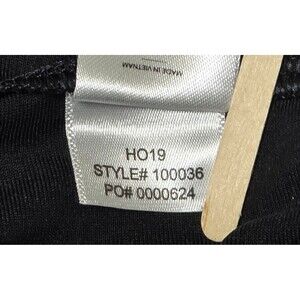 MADE IN VIETNAM
HO19
STYLE# 100036
PO# 0000624